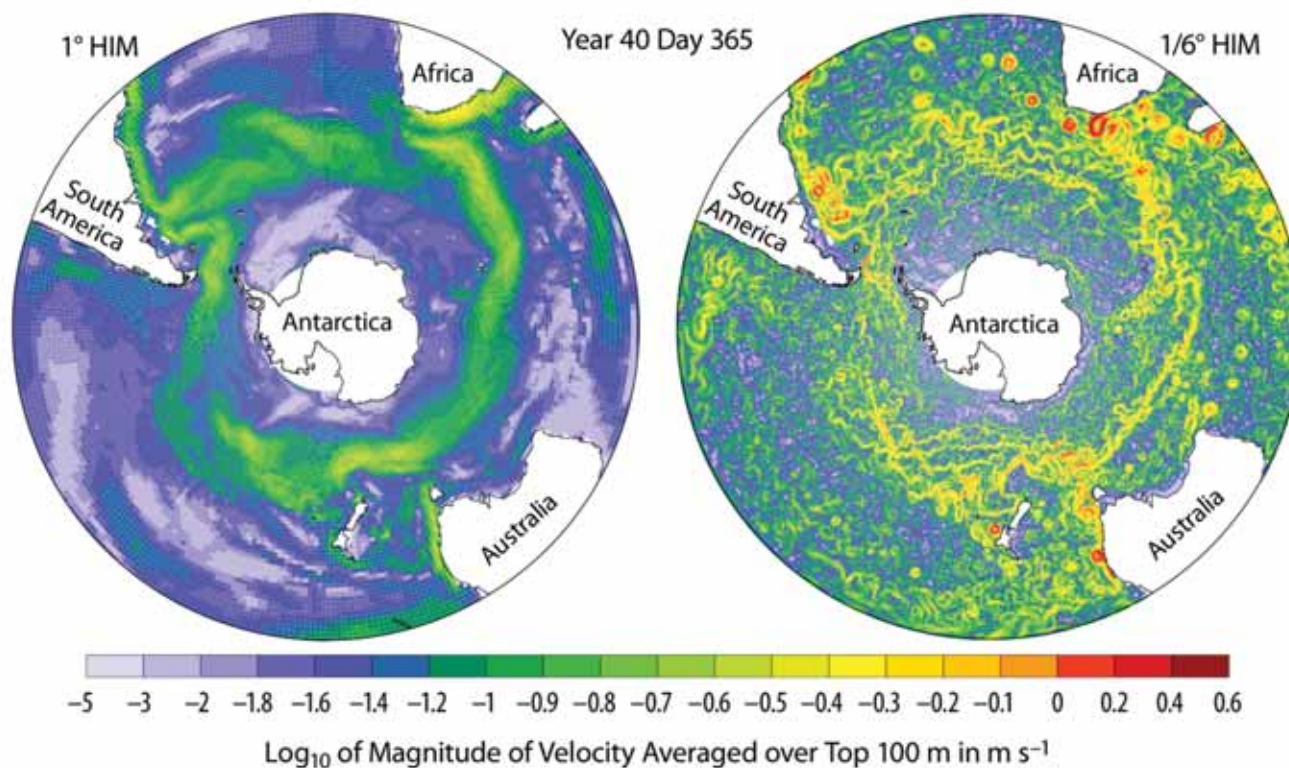 1° HIM
Year 40 Day 365
1/6° HIM
Africa
Africa
South
America
South
America
Antarctica
Antarctica
Australia
Australia
−5 −3 −2 −1.8 −1.6 −1.4 −1.2 −1 −0.9 −0.8 −0.7 −0.6 −0.5 −0.4 −0.3 −0.2 −0.1 0 0.2 0.4 0.6
Log₁₀ of Magnitude of Velocity Averaged over Top 100 m in m s⁻¹